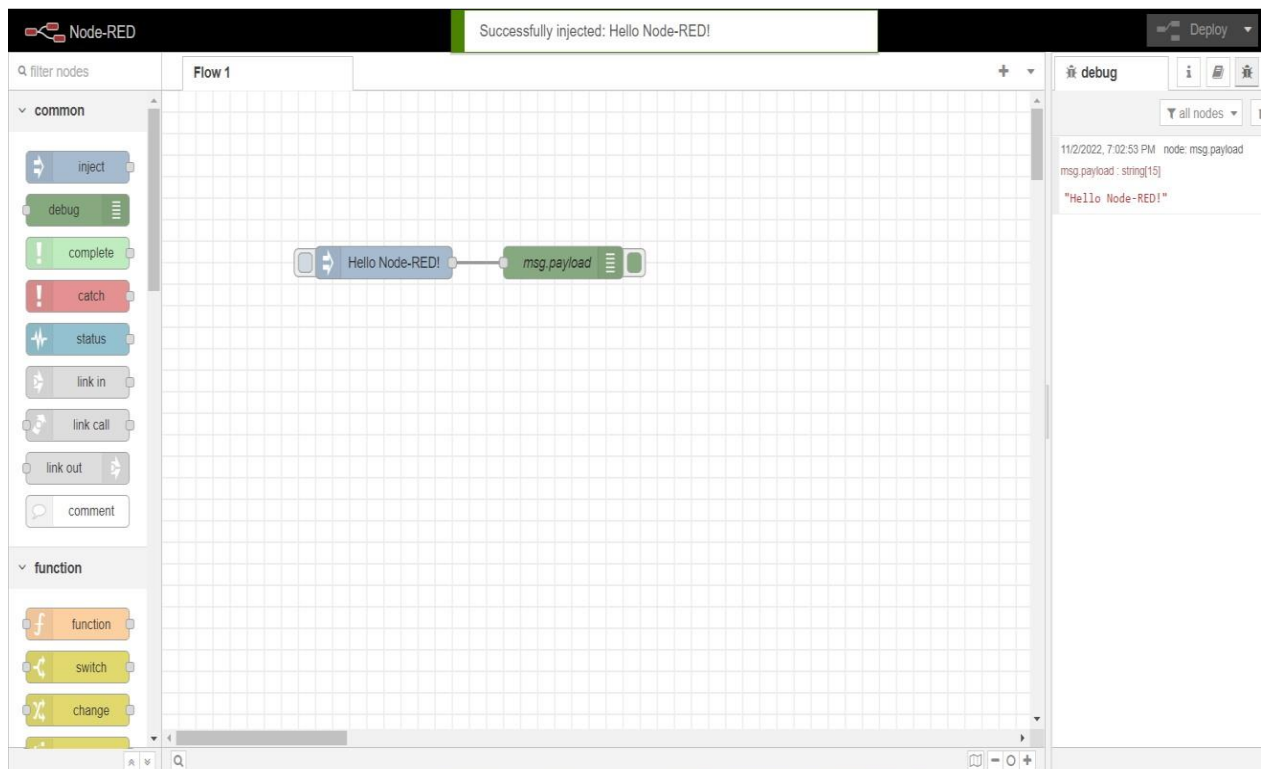 Node-RED
Successfully injected: Hello Node-RED!
Deploy
filter nodes
Flow 1
debug
i
all nodes
common
inject
debug
complete
catch
status
link in
link call
link out
comment
function
function
switch
change
Hello Node-RED!
msg.payload
11/2/2022, 7:02:53 PM node: msg.payload
msg.payload : string[15]
"Hello Node-RED!"